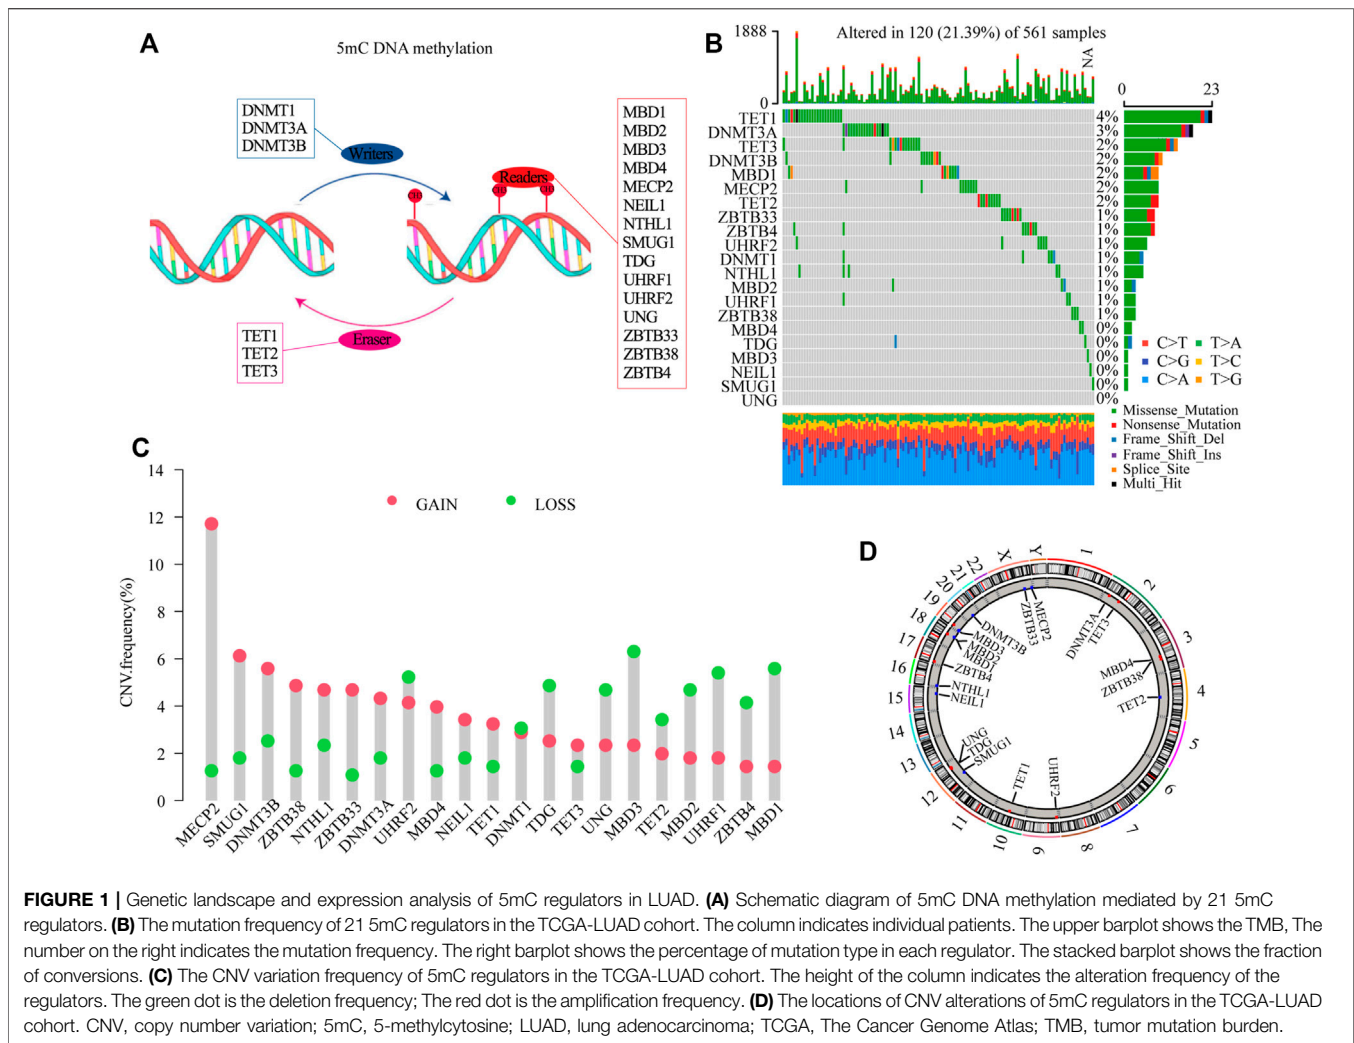 A
5mC DNA methylation
DNMT1
DNMT3A
DNMT3B
Writers
Readers
CH3
CH3
CH3
MBD1
MBD2
MBD3
MBD4
MECP2
NEIL1
NTHL1
SMUG1
TDG
UHRF1
UHRF2
UNG
ZBTB33
ZBTB38
ZBTB4
TET1
TET2
TET3
Eraser
B
Altered in 120 (21.39%) of 561 samples
1888
0
NA
0 23
TET1 4%
DNMT3A 3%
TET3 2%
DNMT3B 2%
MBD1 2%
MECP2 2%
TET2 2%
ZBTB33 1%
ZBTB4 1%
UHRF2 1%
DNMT1 1%
NTHL1 1%
MBD2 1%
UHRF1 1%
ZBTB38 1%
MBD4 0%
TDG 0%
MBD3 0%
NEIL1 0%
SMUG1 0%
UNG 0%
C>T T>A
C>G T>C
C>A T>G
Missense_Mutation
Nonsense_Mutation
Frame_Shift_Del
Frame_Shift_Ins
Splice_Site
Multi_Hit
C
CNV.frequency(%)
14
12
10
8
6
4
2
0
GAIN LOSS
MECP2
SMUG1
DNMT3B
ZBTB38
NTHL1
ZBTB33
DNMT3A
UHRF2
MBD4
NEIL1
TET1
DNMT1
TDG
TET3
UNG
MBD3
TET2
MBD2
UHRF1
ZBTB4
MBD1
D
1
2
3
4
5
6
7
8
9
10
11
12
13
14
15
16
17
18
19
20
21
22
X
Y
DNMT3A
TET3
MBD4
ZBTB38
TET2
UHRF2
TET1
SMUG1
TDG
UNG
NEIL1
NTHL1
ZBTB4
MBD1
MBD2
MBD3
DNMT3B
ZBTB33
MECP2
FIGURE 1 | Genetic landscape and expression analysis of 5mC regulators in LUAD. (A) Schematic diagram of 5mC DNA methylation mediated by 21 5mC
regulators. (B) The mutation frequency of 21 5mC regulators in the TCGA-LUAD cohort. The column indicates individual patients. The upper barplot shows the TMB, The
number on the right indicates the mutation frequency. The right barplot shows the percentage of mutation type in each regulator. The stacked barplot shows the fraction
of conversions. (C) The CNV variation frequency of 5mC regulators in the TCGA-LUAD cohort. The height of the column indicates the alteration frequency of the
regulators. The green dot is the deletion frequency; The red dot is the amplification frequency. (D) The locations of CNV alterations of 5mC regulators in the TCGA-LUAD
cohort. CNV, copy number variation; 5mC, 5-methylcytosine; LUAD, lung adenocarcinoma; TCGA, The Cancer Genome Atlas; TMB, tumor mutation burden.